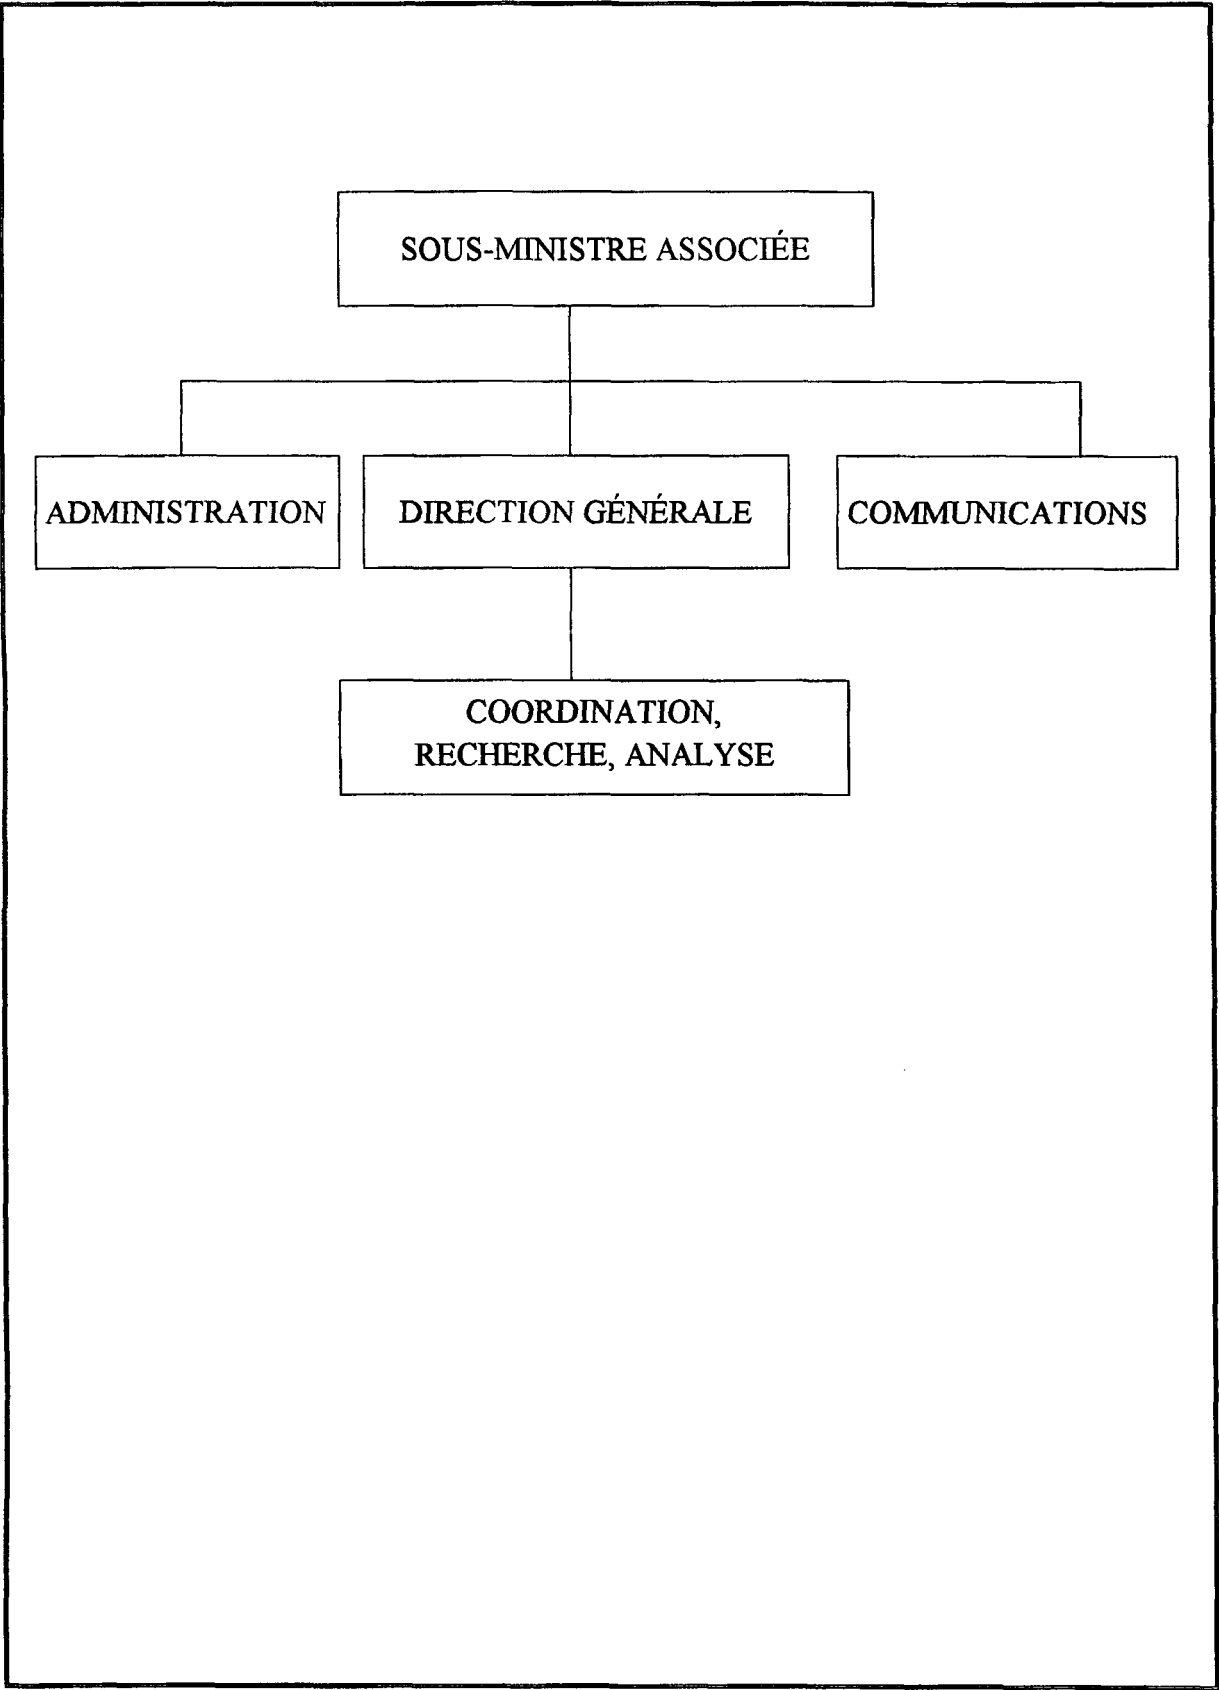 SOUS-MINISTRE ASSOCIÉE
ADMINISTRATION
DIRECTION GÉNÉRALE
COMMUNICATIONS
COORDINATION,
RECHERCHE, ANALYSE